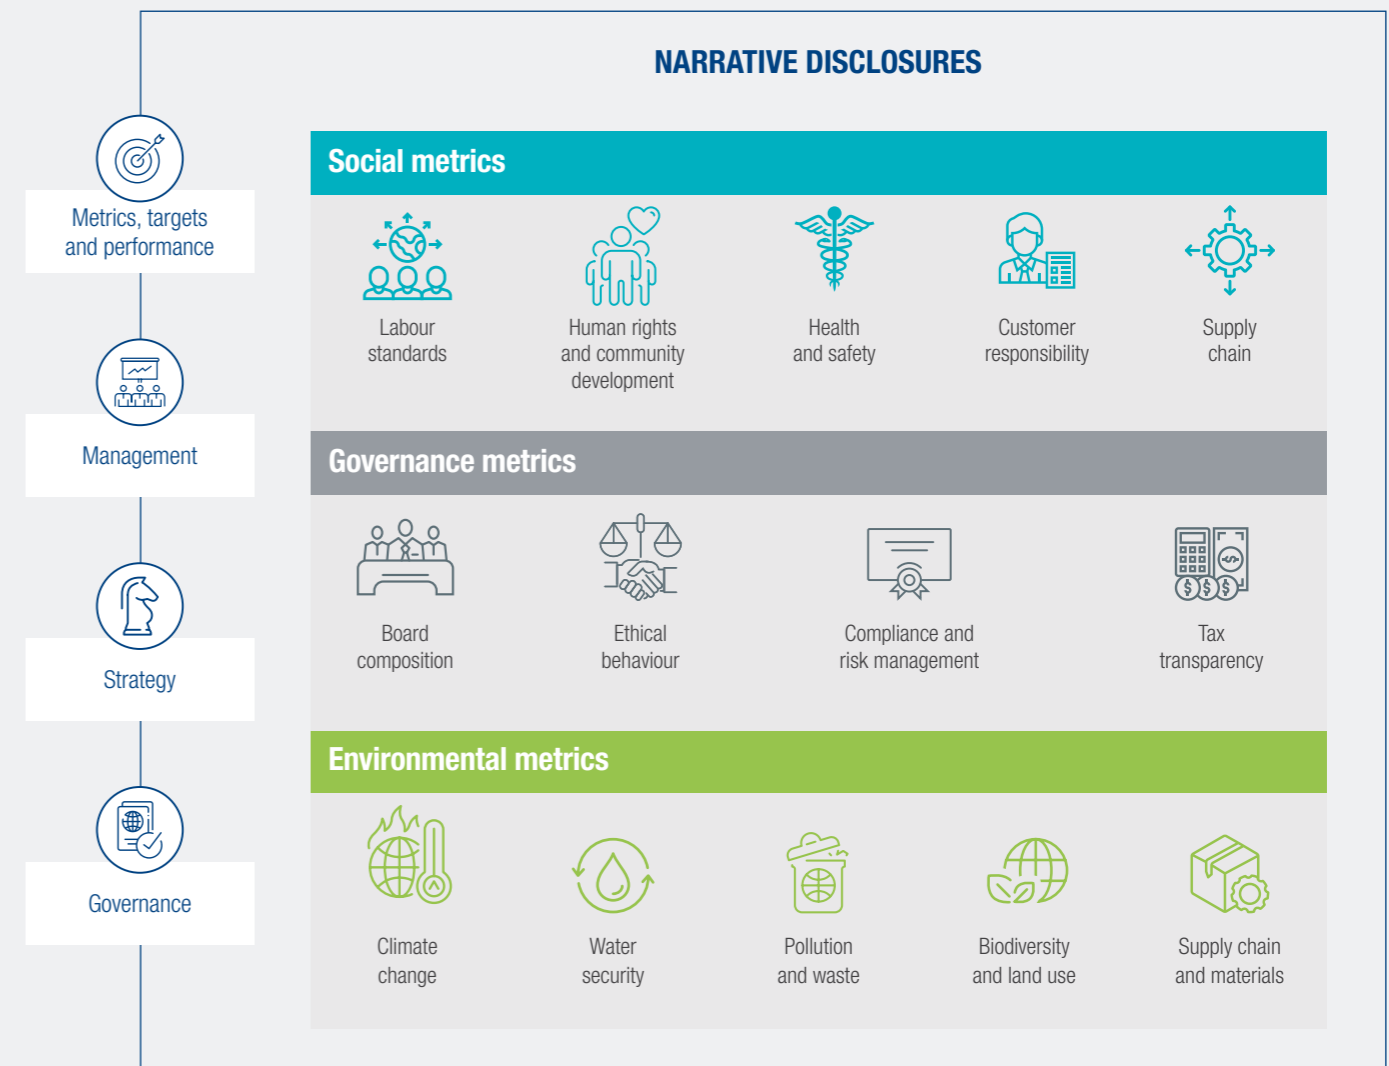 NARRATIVE DISCLOSURES
Metrics, targets
and performance
Management
Strategy
Governance
Social metrics
Labour
standards
Human rights
and community
development
Health
and safety
Customer
responsibility
Supply
chain
Governance metrics
Board
composition
Ethical
behaviour
Compliance and
risk management
Tax
transparency
Environmental metrics
Climate
change
Water
security
Pollution
and waste
Biodiversity
and land use
Supply chain
and materials